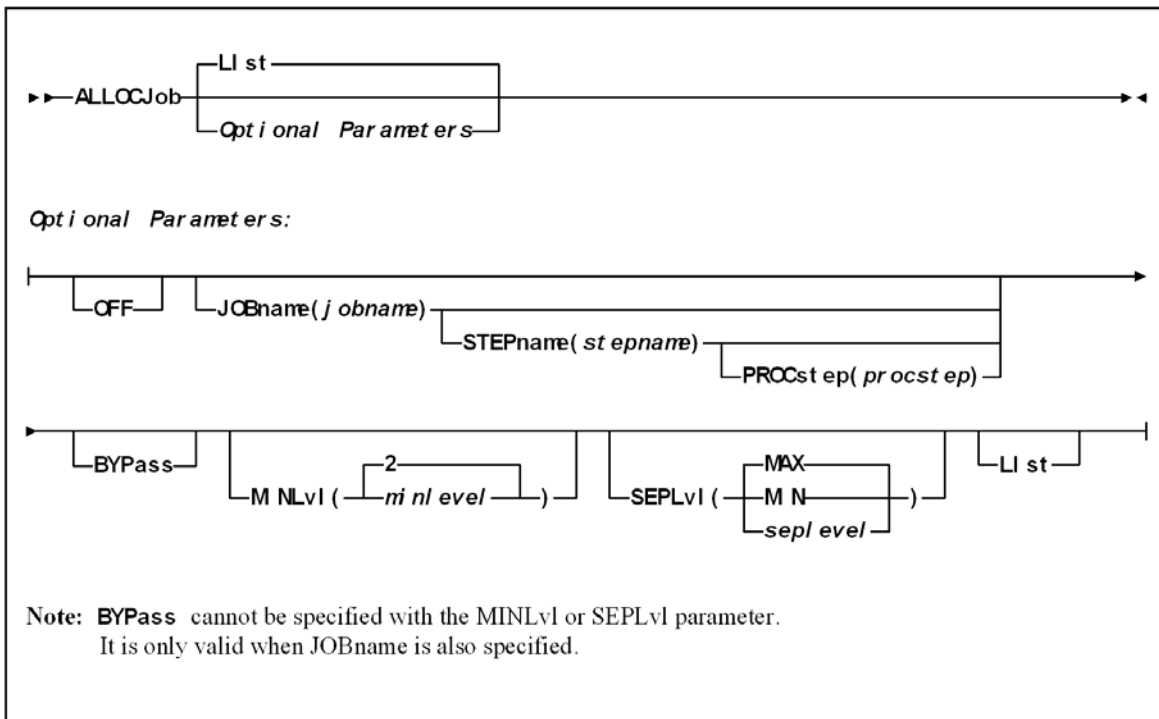 LIst
ALLOCJob
Optional Parameters
Optional Parameters:
OFF
JOBname(jobname)
STEPname(stepname)
PROCstep(procstep)
BYPass
MINLvl(
2
minlevel
)
SEPLvl(
MAX
MIN
seplevel
)
LIst
Note: BYPass cannot be specified with the MINLvl or SEPLvl parameter.
It is only valid when JOBname is also specified.